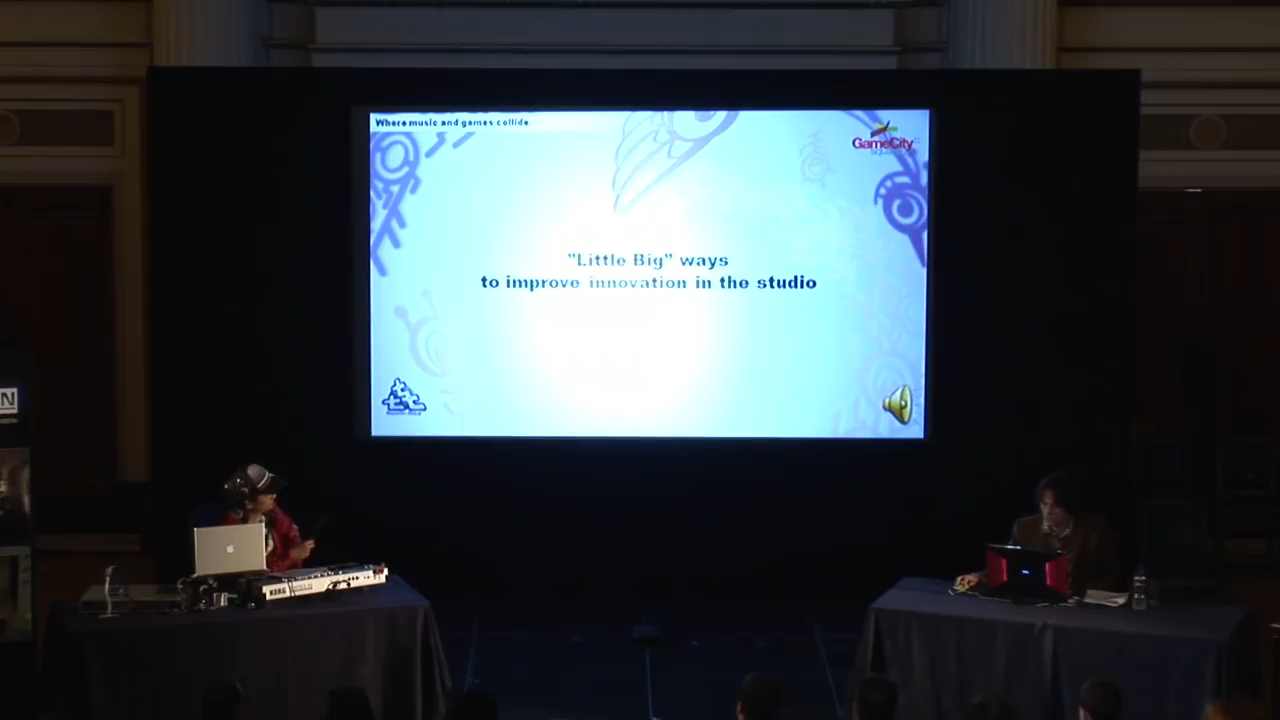 Where music and games collide
GameCity
"Little Big" ways
to improve innovation in the studio
N
KORG